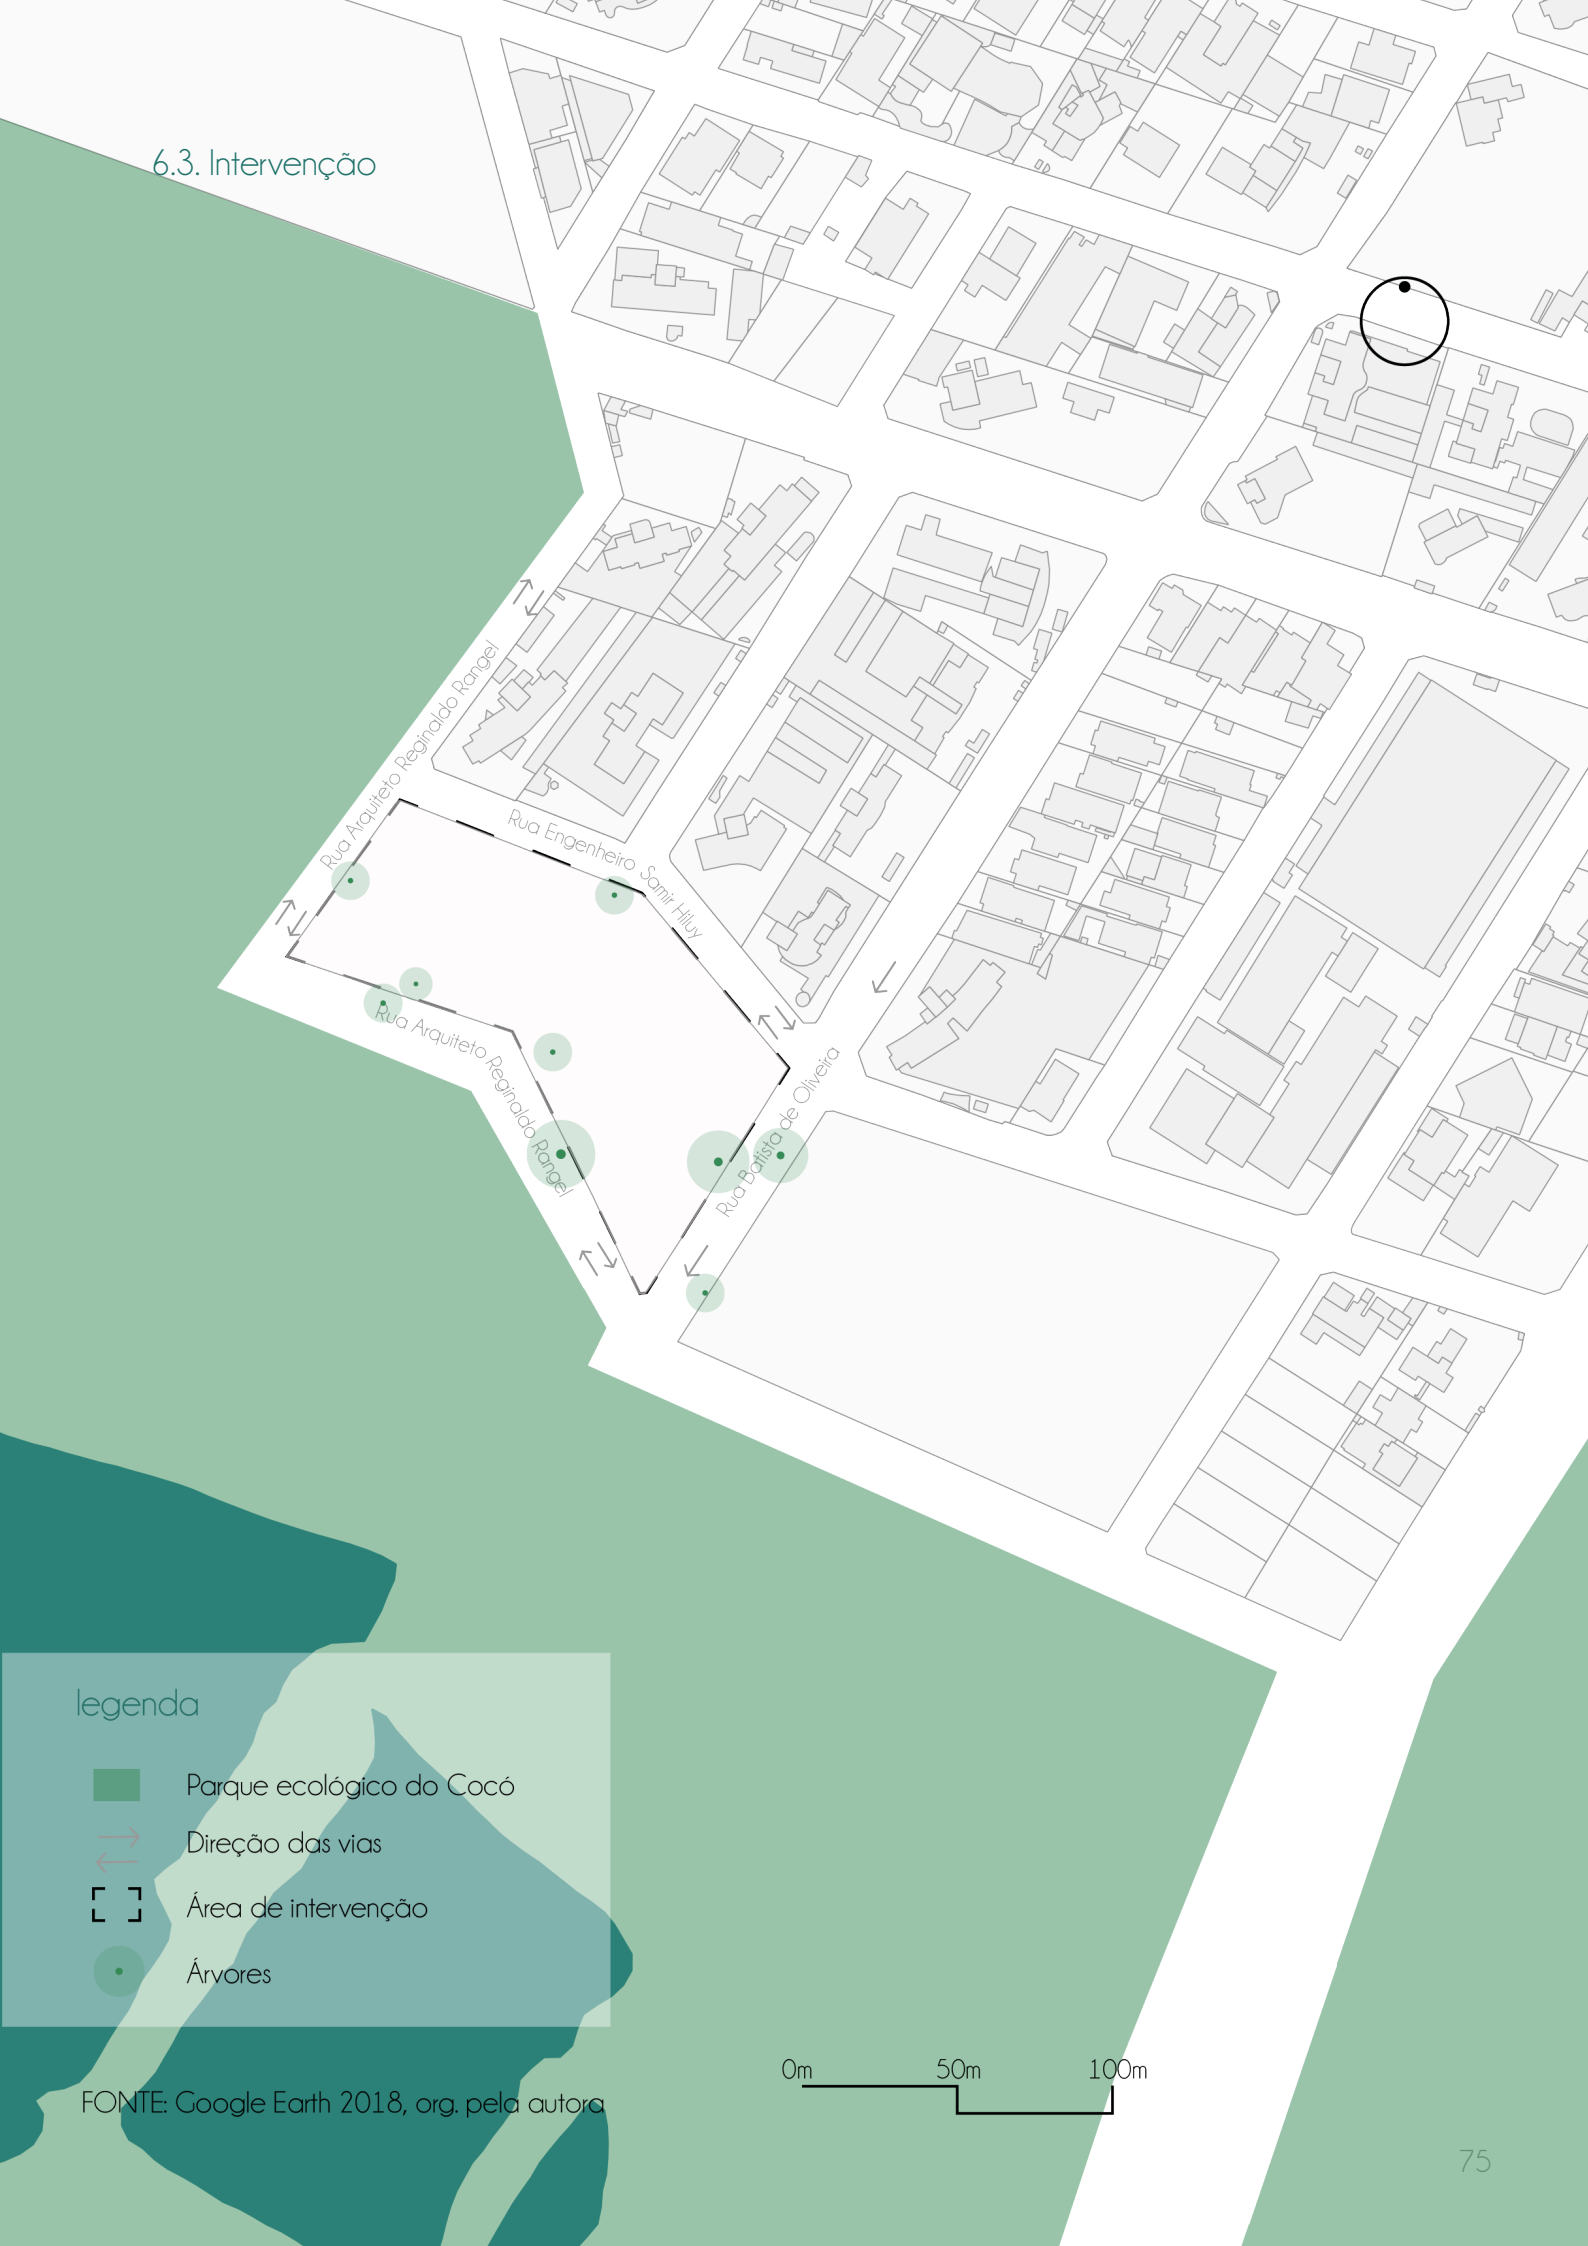 6.3. Intervenção
Rua Arquiteto Reginaldo Rangel
Rua Engenheiro Samir Hiluy
Rua Arquiteto Reginaldo Rangel
Rua Batista de Oliveira
legenda
Parque ecológico do Cocó
Direção das vias
Área de intervenção
Árvores
0m 50m 100m
FONTE: Google Earth 2018, org. pela autora
75